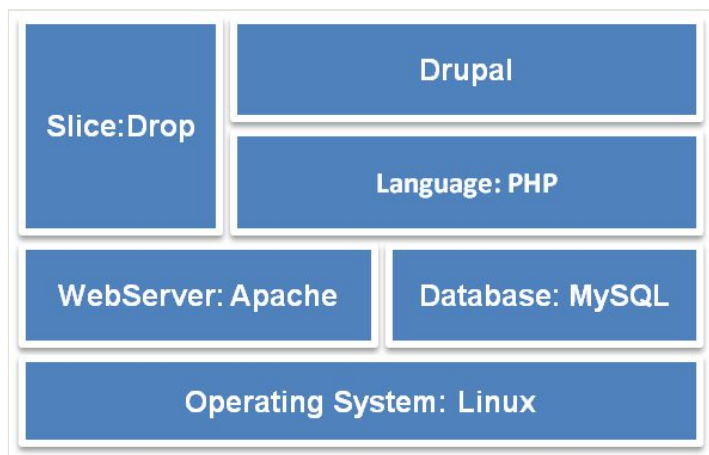 Slice:Drop
Drupal
Language: PHP
WebServer: Apache
Database: MySQL
Operating System: Linux